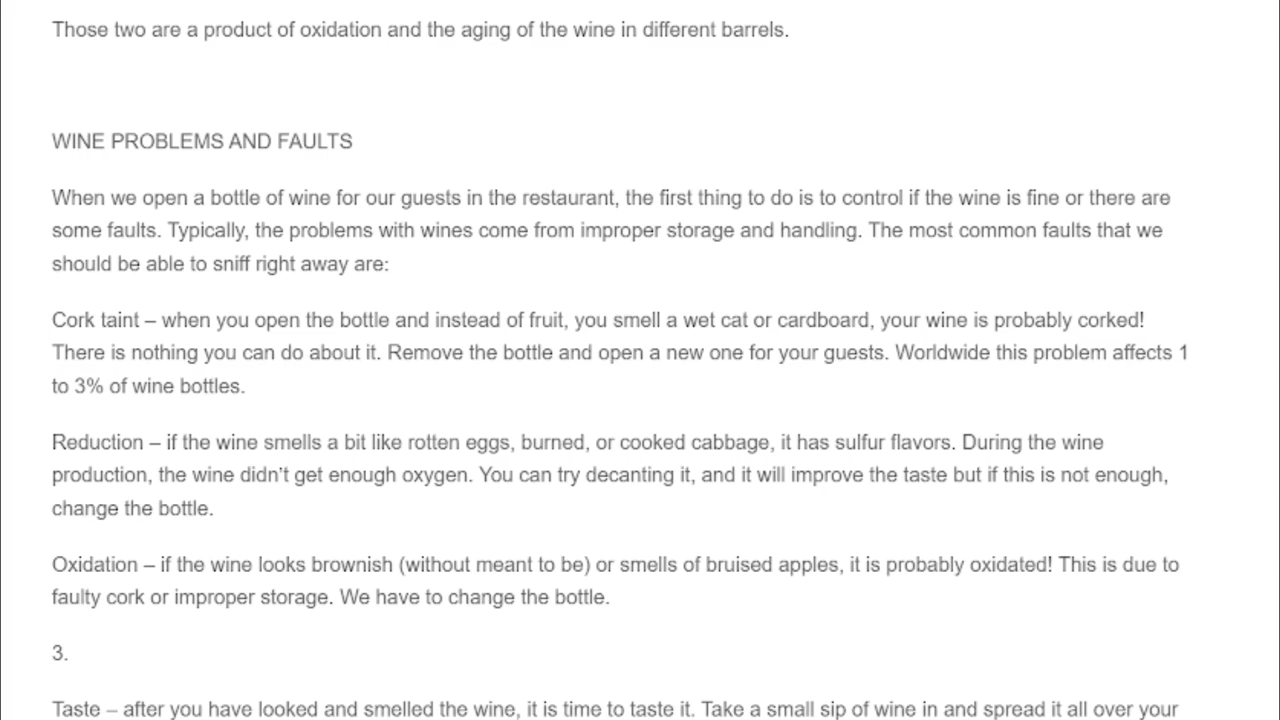 Those two are a product of oxidation and the aging of the wine in different barrels.
WINE PROBLEMS AND FAULTS
When we open a bottle of wine for our guests in the restaurant, the first thing to do is to control if the wine is fine or there are
some faults. Typically, the problems with wines come from improper storage and handling. The most common faults that we
should be able to sniff right away are:
Cork taint – when you open the bottle and instead of fruit, you smell a wet cat or cardboard, your wine is probably corked!
There is nothing you can do about it. Remove the bottle and open a new one for your guests. Worldwide this problem affects 1
to 3% of wine bottles.
Reduction – if the wine smells a bit like rotten eggs, burned, or cooked cabbage, it has sulfur flavors. During the wine
production, the wine didn't get enough oxygen. You can try decanting it, and it will improve the taste but if this is not enough,
change the bottle.
Oxidation – if the wine looks brownish (without meant to be) or smells of bruised apples, it is probably oxidated! This is due to
faulty cork or improper storage. We have to change the bottle.
3.
Taste – after you have looked and smelled the wine, it is time to taste it. Take a small sip of wine in and spread it all over your